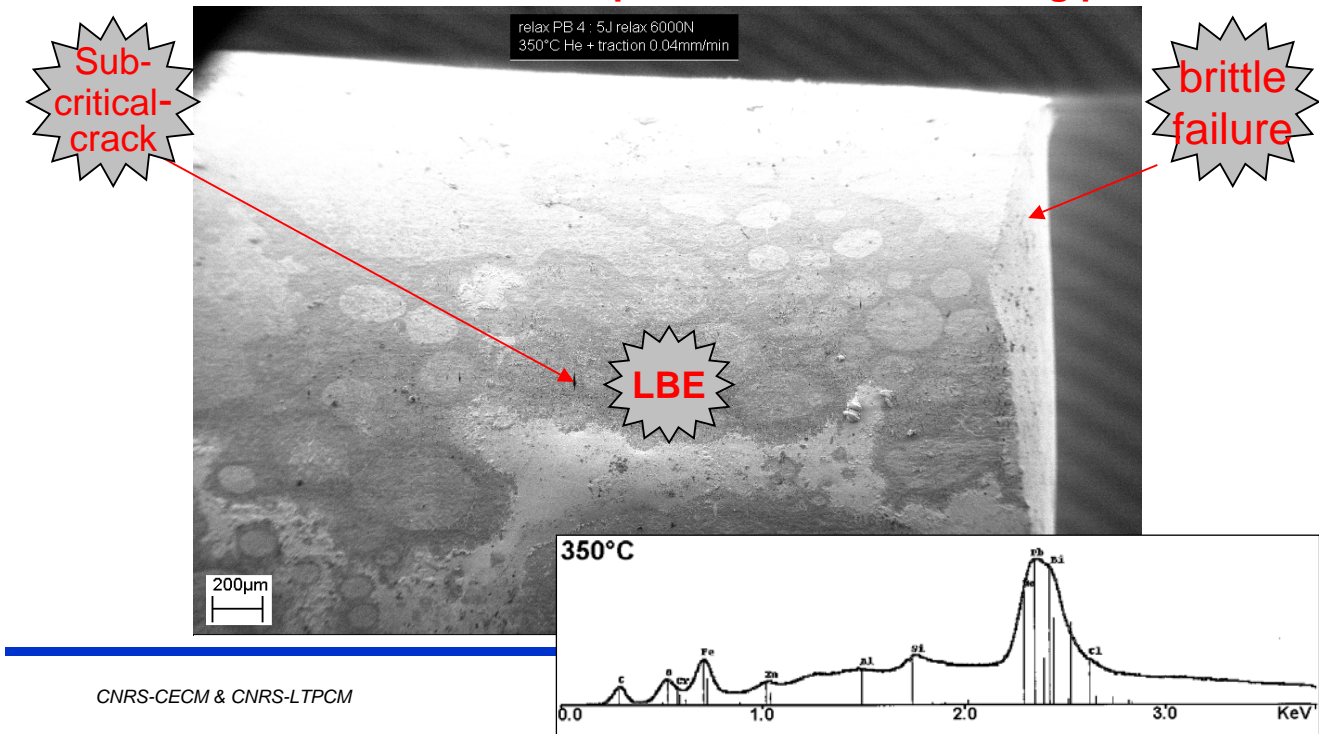 relax PB 4 : 5J relax 6000N
350°C He + traction 0.04mm/min
Sub-
critical-
crack
brittle
failure
LBE
200µm
350°C
C
O
Cr
Fe
Zn
Al
Si
Mo
Pb
Bi
Cl
0.0
1.0
2.0
3.0
KeV
CNRS-CECM & CNRS-LTPCM